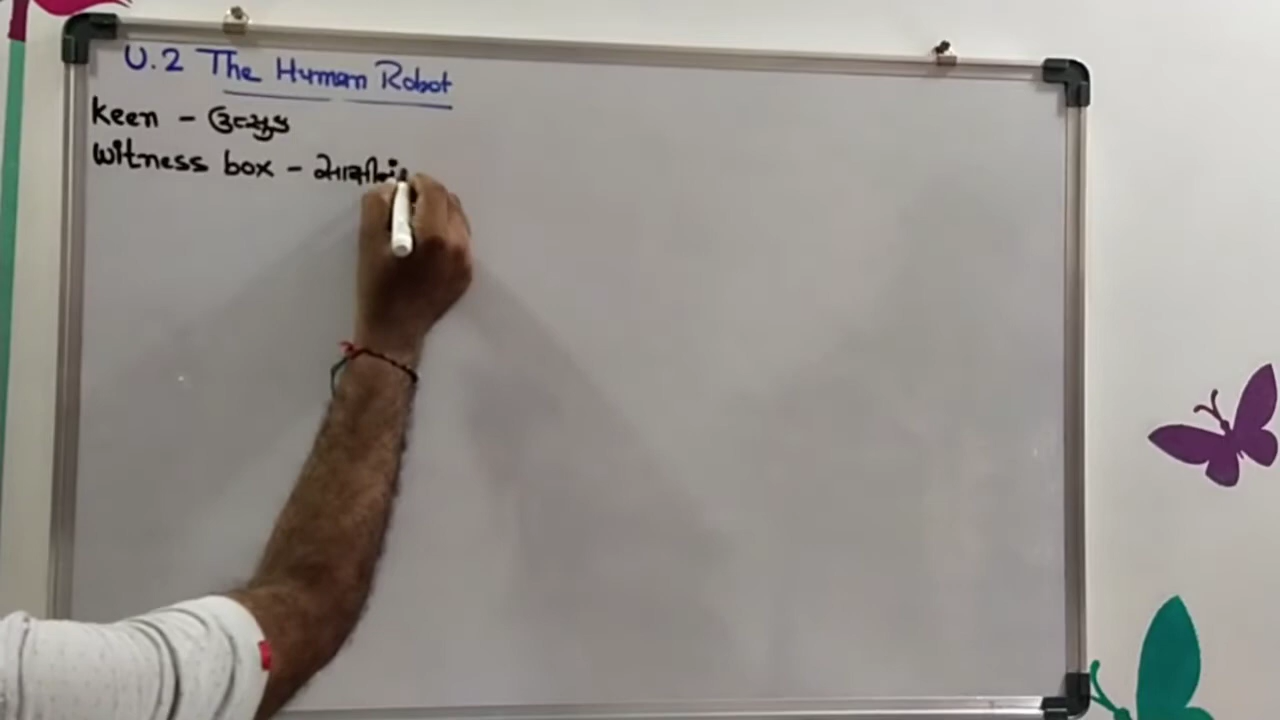 U.2 The Human Robot
keen - ઉત્સુક
witness box - સાક્ષીનું